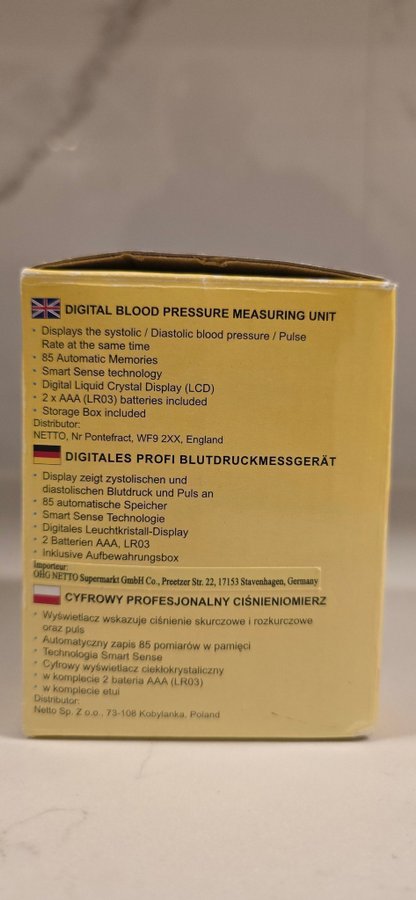 DIGITAL BLOOD PRESSURE MEASURING UNIT
• Displays the systolic / Diastolic blood pressure / Pulse
Rate at the same time
• 85 Automatic Memories
• Smart Sense technology
• Digital Liquid Crystal Display (LCD)
• 2 x AAA (LR03) batteries included
• Storage Box included
Distributor:
NETTO, Nr Pontefract, WF9 2XX, England
DIGITALES PROFI BLUTDRUCKMESSGERÄT
• Display zeigt zystolischen und
diastolischen Blutdruck und Puls an
• 85 automatische Speicher
• Smart Sense Technologie
• Digitales Leuchtkristall-Display
• 2 Batterien AAA, LR03
• Inklusive Aufbewahrungsbox
Importeur:
OHG NETTO Supermarkt GmbH Co., Preetzer Str. 22, 17153 Stavenhagen, Germany
CYFROWY PROFESJONALNY CIŚNIENIOMIERZ
• Wyświetlacz wskazuje ciśnienie skurczowe i rozkurczowe
oraz puls
• Automatyczny zapis 85 pomiarów w pamięci
• Technologia Smart Sense
• Cyfrowy wyświetlacz ciekłokrystaliczny
• w komplecie 2 bateria AAA (LR03)
• w komplecie etui
Distributor:
Netto Sp. Z o.o., 73-108 Kobylanka, Poland